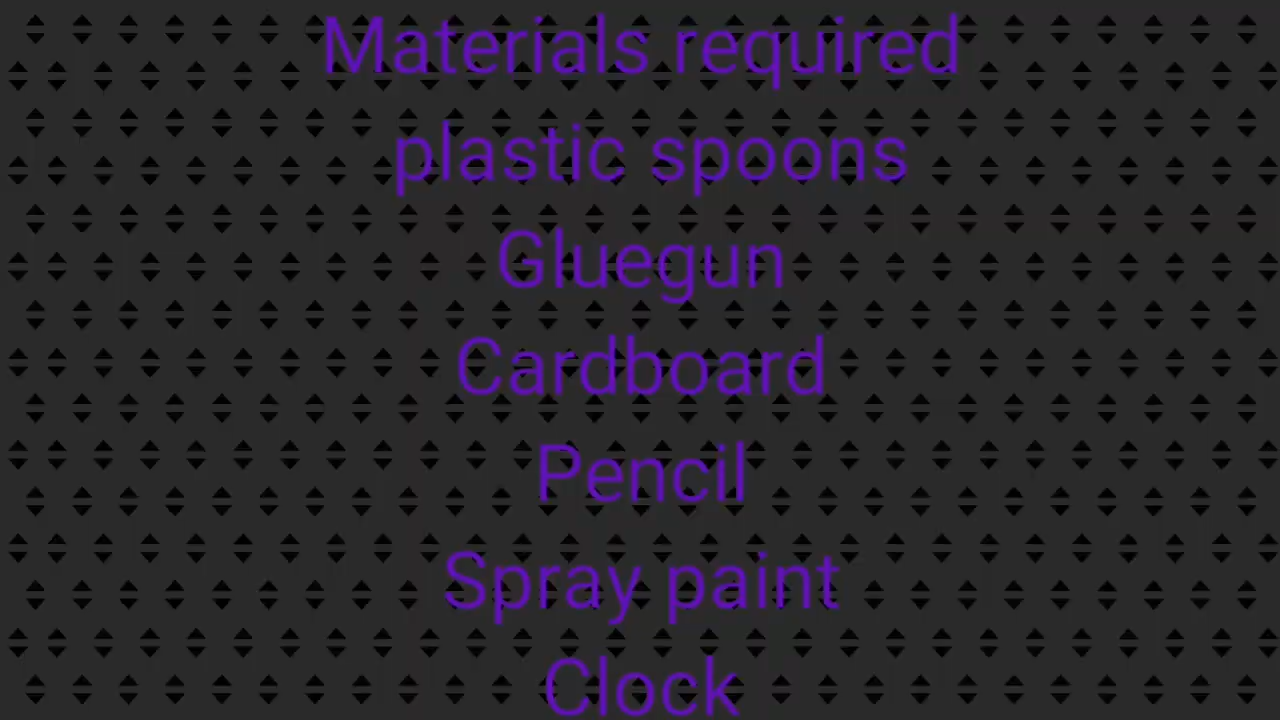 Materials required
plastic spoons
Gluegun
Cardboard
Pencil
Spray paint
Clock